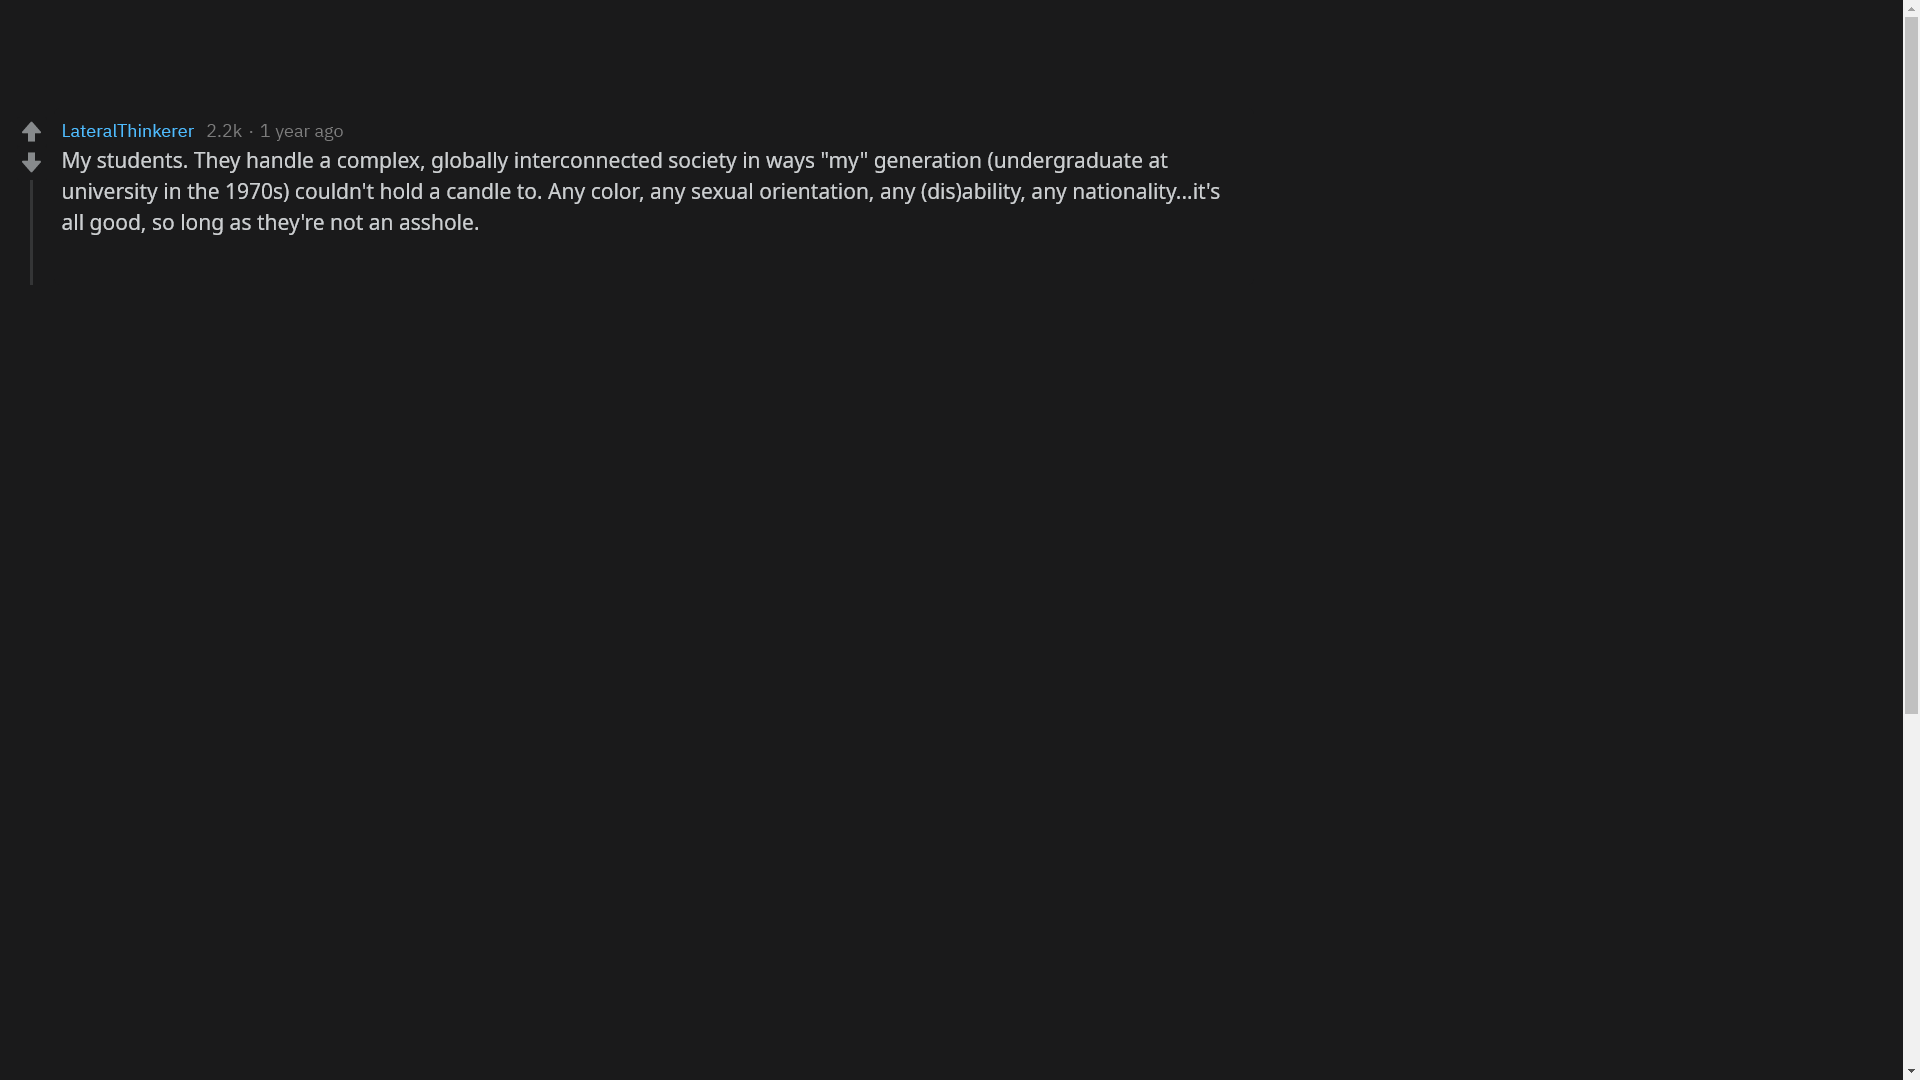 LateralThinkerer 2.2k · 1 year ago
My students. They handle a complex, globally interconnected society in ways "my" generation (undergraduate at
university in the 1970s) couldn't hold a candle to. Any color, any sexual orientation, any (dis)ability, any nationality...it's
all good, so long as they're not an asshole.